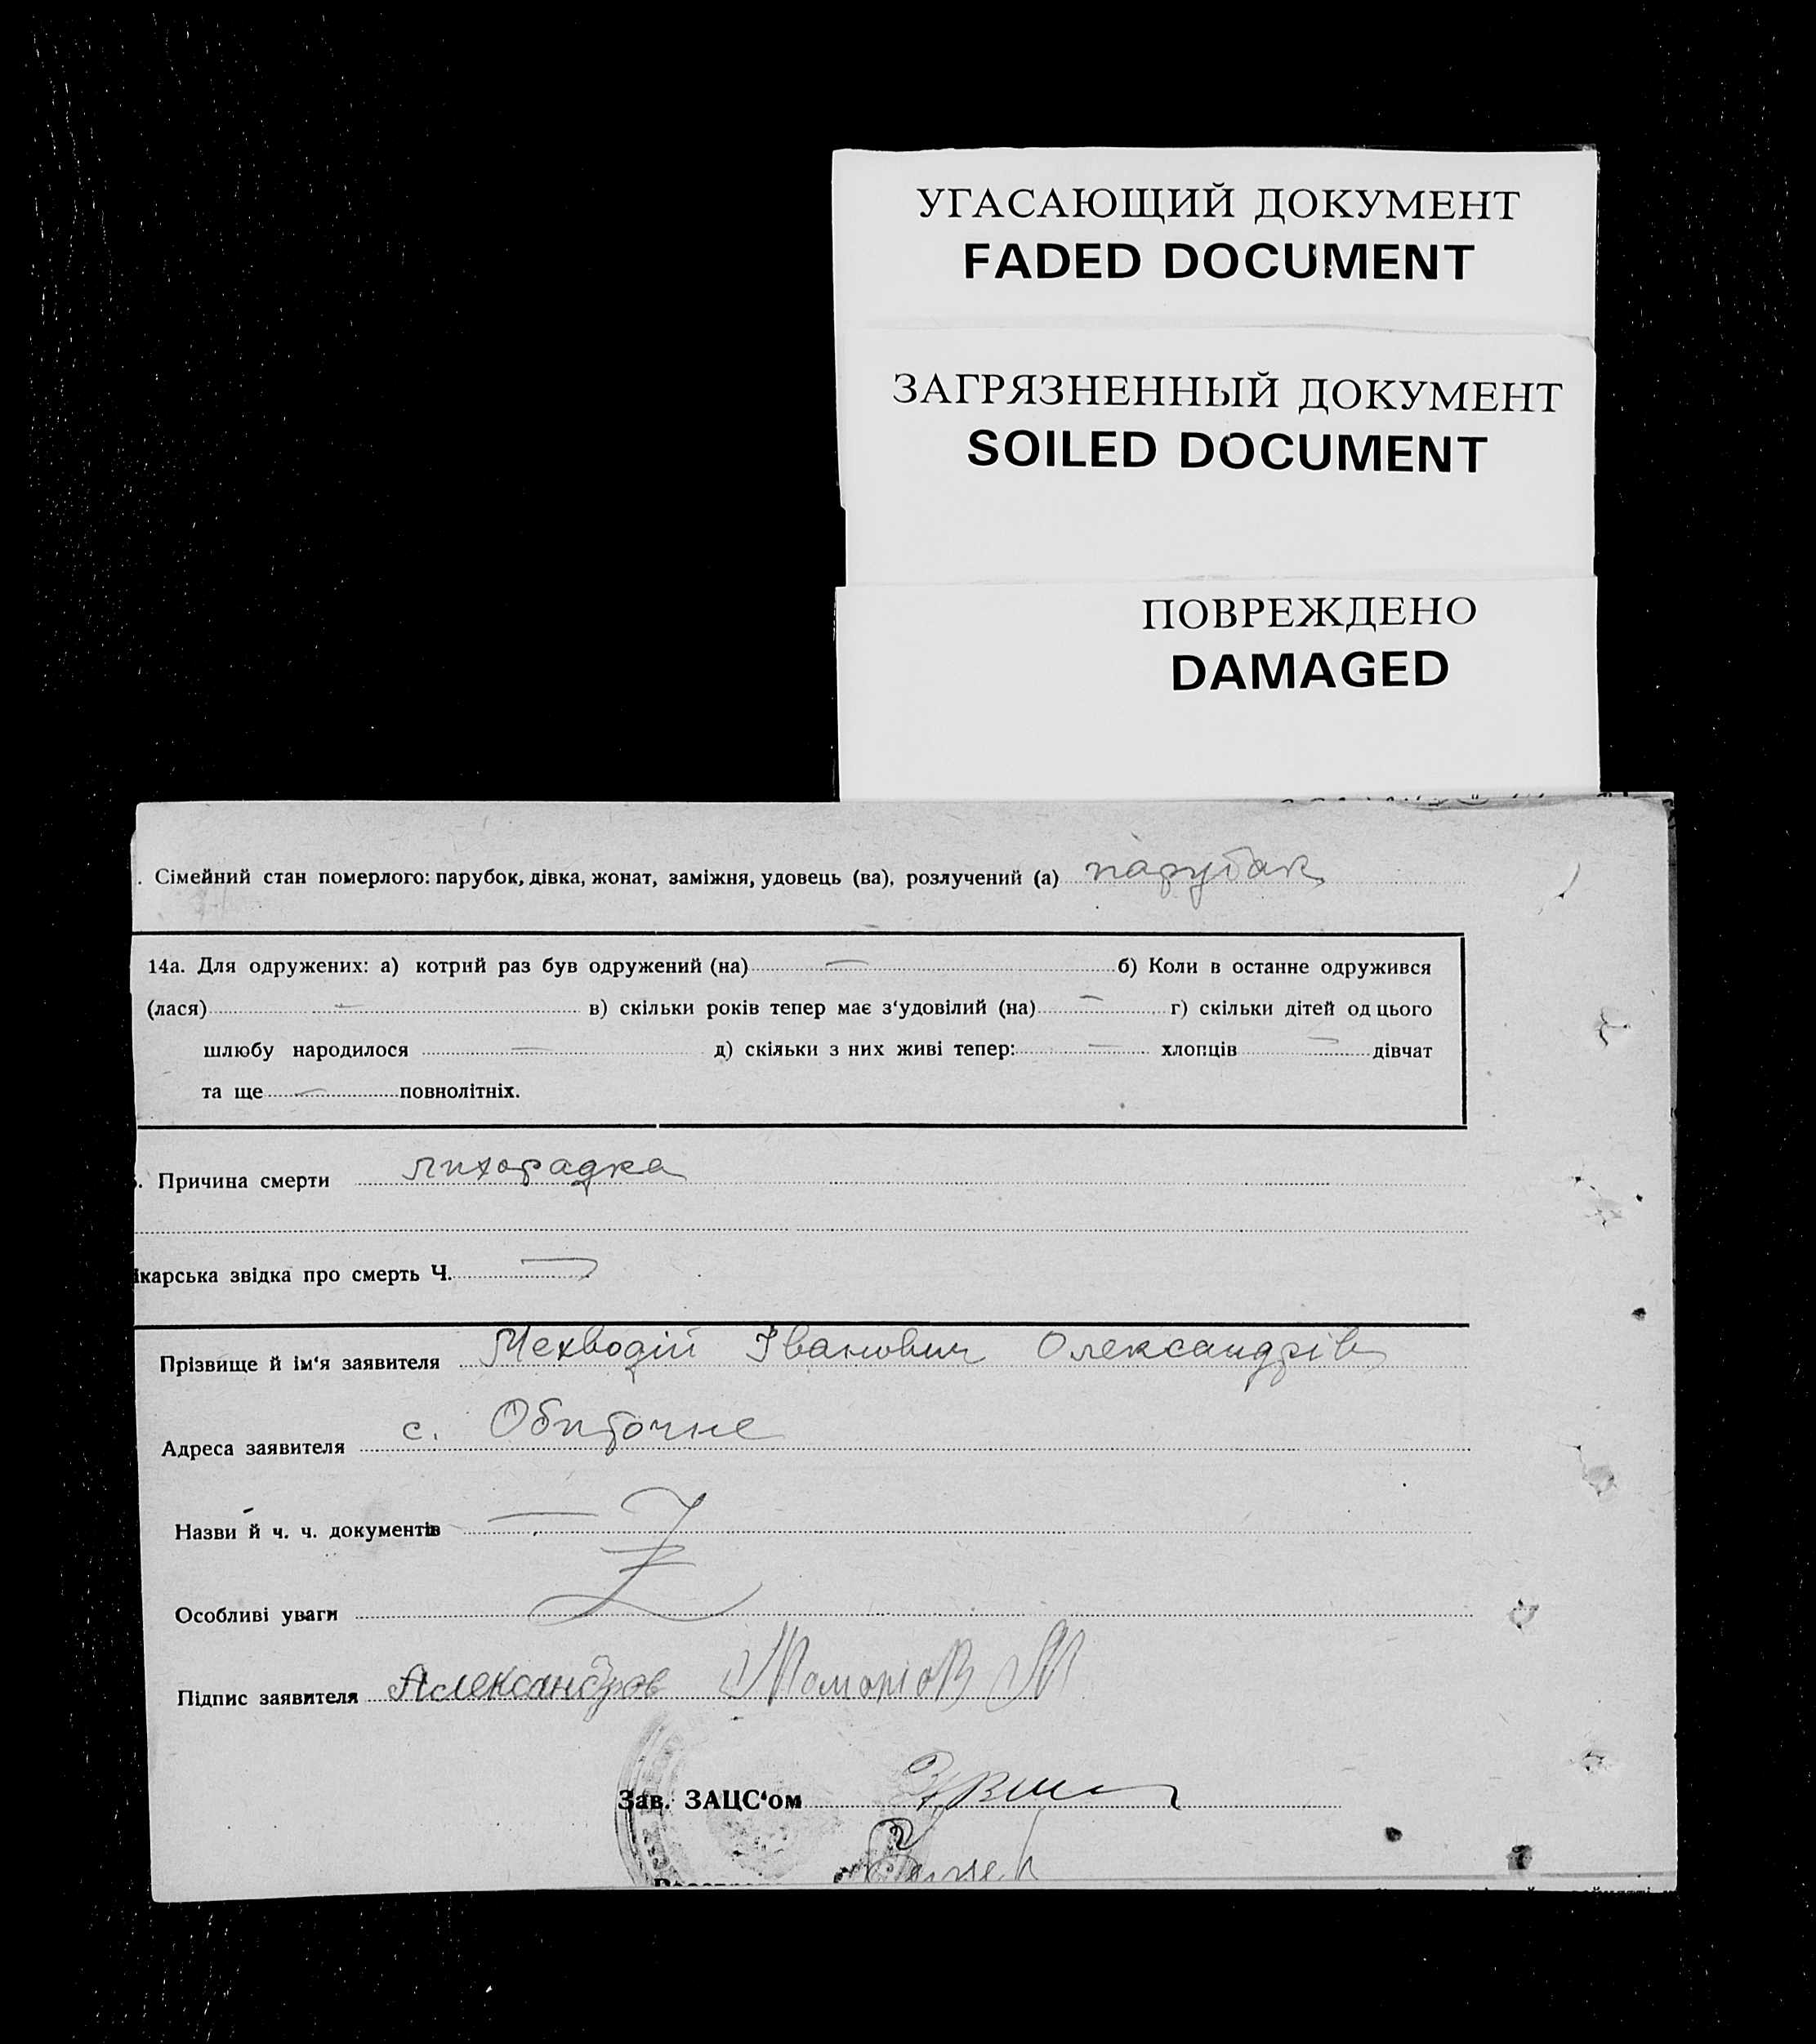 УГАСАЮЩИЙ ДОКУМЕНТ
FADED DOCUMENT
ЗАГРЯЗНЕННЫЙ ДОКУМЕНТ
SOILED DOCUMENT
ПОВРЕЖДЕНО
DAMAGED
. Сімейний стан померлого: парубок, дівка, жонат, заміжня, удовець (ва), розлучений (а) парубок
14а. Для одружених: а) котрий раз був одружений (на) — б) Коли в останне одружився
(лася) — в) скільки років тепер має з‘удовілий (на) — г) скільки дітей од цього
шлюбу народилося — д) скільки з них живі тепер: — хлопців — дівчат
та ще — повнолітніх.
. Причина смерти лихорадка
ікарська звідка про смерть Ч. —
Прізвище й ім‘я заявителя Мехводій Іванович Олександрів
Адреса заявителя с. Обиточне
Назви й ч. ч. документів —
Особливі уваги
Підпис заявителя Александров
Зав. ЗАЦС‘ом